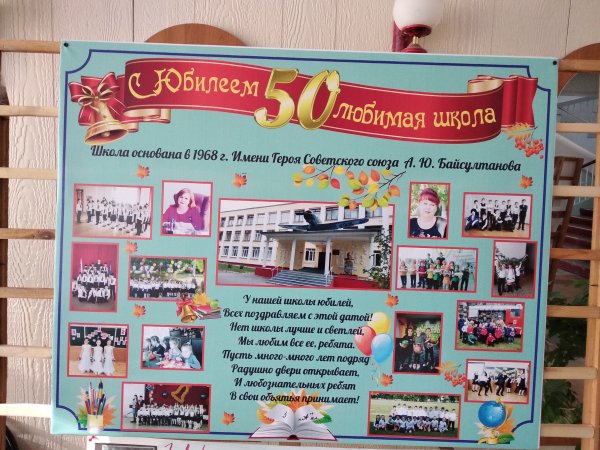 С Юбилеем 50 любимая школа
Школа основана в 1968 г. Имени Героя Советского союза А. Ю. Байсултанова
У нашей школы юбилей,
Всех поздравляем с этой датой!
Нет школы лучше и светлей,
Мы любим все ее, ребята.
Пусть много-много лет подряд
Радушно двери открывает,
И любознательных ребят
В свои объятья принимает!